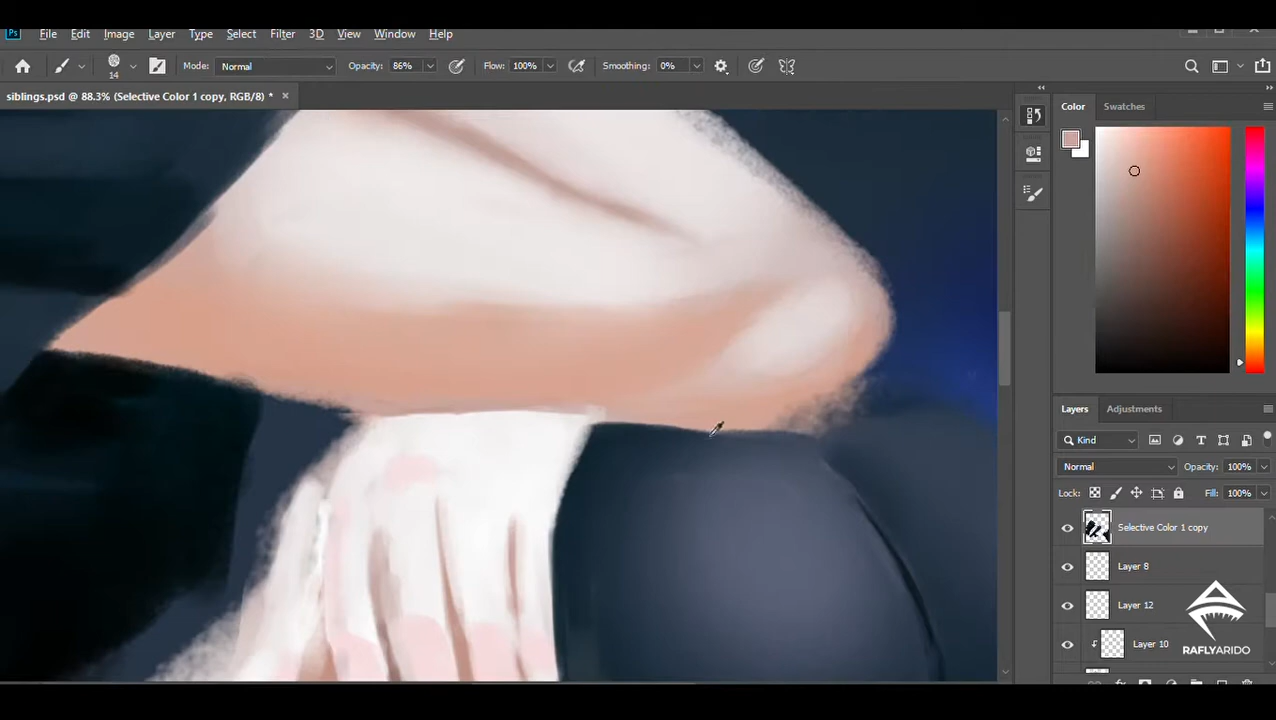 Ps File Edit Image Layer Type Select Filter 3D View Window Help
14 Mode: Normal Opacity: 86% Flow: 100% Smoothing: 0%
siblings.psd @ 88.3% (Selective Color 1 copy, RGB/8) *
Color Swatches
Layers Adjustments
Kind
Normal Opacity: 100%
Lock: Fill: 100%
Selective Color 1 copy
Layer 8
Layer 12
Layer 10
RAFLYARIDO